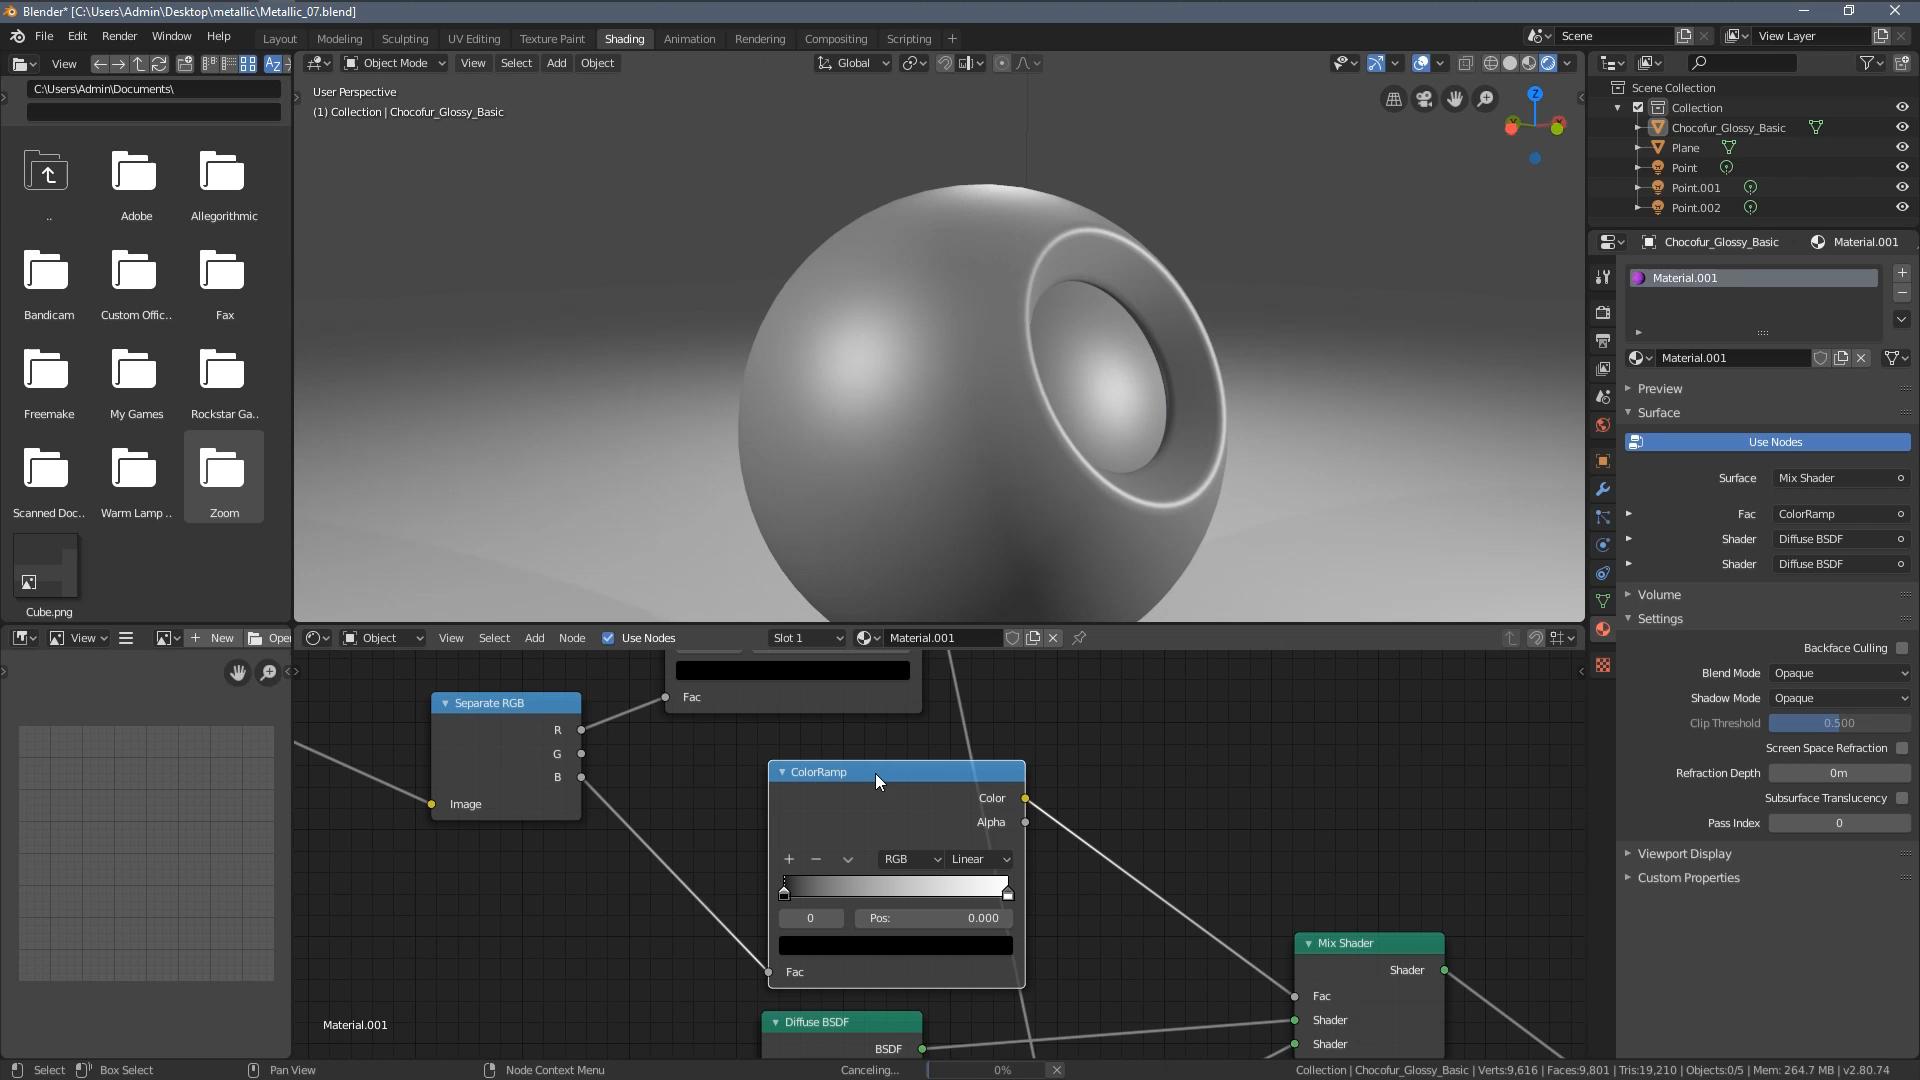 Blender* [C:\Users\Admin\Desktop\metallic\Metallic_07.blend]
File Edit Render Window Help
Layout Modeling Sculpting UV Editing Texture Paint Shading Animation Rendering Compositing Scripting +
Scene
View Layer
View
C:\Users\Admin\Documents\
..
Adobe
Allegorithmic
Bandicam
Custom Offic..
Fax
Freemake
My Games
Rockstar Ga..
Scanned Doc..
Warm Lamp ..
Zoom
Cube.png
Object Mode View Select Add Object
Global
User Perspective
(1) Collection | Chocofur_Glossy_Basic
Z
Scene Collection
Collection
Chocofur_Glossy_Basic
Plane
Point
Point.001
Point.002
Chocofur_Glossy_Basic Material.001
Material.001
Material.001
Preview
Surface
Use Nodes
Surface Mix Shader
Fac ColorRamp
Shader Diffuse BSDF
Shader Diffuse BSDF
Volume
Settings
Backface Culling
Blend Mode Opaque
Shadow Mode Opaque
Clip Threshold 0.500
Screen Space Refraction
Refraction Depth 0m
Subsurface Translucency
Pass Index 0
Viewport Display
Custom Properties
View New Open
Object View Select Add Node Use Nodes Slot 1 Material.001
Fac
Separate RGB
R
G
B
Image
ColorRamp
Color
Alpha
RGB Linear
0 Pos: 0.000
Fac
Diffuse BSDF
BSDF
Mix Shader
Shader
Fac
Shader
Shader
Material.001
Select Box Select Pan View Node Context Menu Canceling... 0%
Collection | Chocofur_Glossy_Basic | Verts:9,616 | Faces:9,801 | Tris:19,210 | Objects:0/5 | Mem: 264.7 MB | v2.80.74